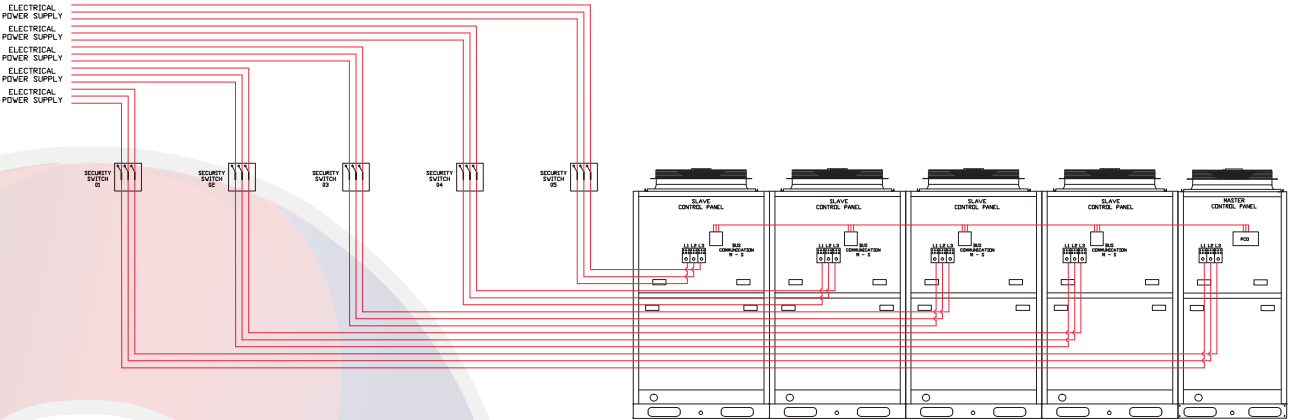 ELECTRICAL
POWER SUPPLY
ELECTRICAL
POWER SUPPLY
ELECTRICAL
POWER SUPPLY
ELECTRICAL
POWER SUPPLY
ELECTRICAL
POWER SUPPLY
SECURITY
SWITCH
01
SECURITY
SWITCH
02
SECURITY
SWITCH
03
SECURITY
SWITCH
04
SECURITY
SWITCH
05
SLAVE
CONTROL PANEL
L1 L2 L3
BUS
COMMUNICATION
M - S
SLAVE
CONTROL PANEL
L1 L2 L3
BUS
COMMUNICATION
M - S
SLAVE
CONTROL PANEL
L1 L2 L3
BUS
COMMUNICATION
M - S
SLAVE
CONTROL PANEL
L1 L2 L3
BUS
COMMUNICATION
M - S
MASTER
CONTROL PANEL
L1 L2 L3
PCO